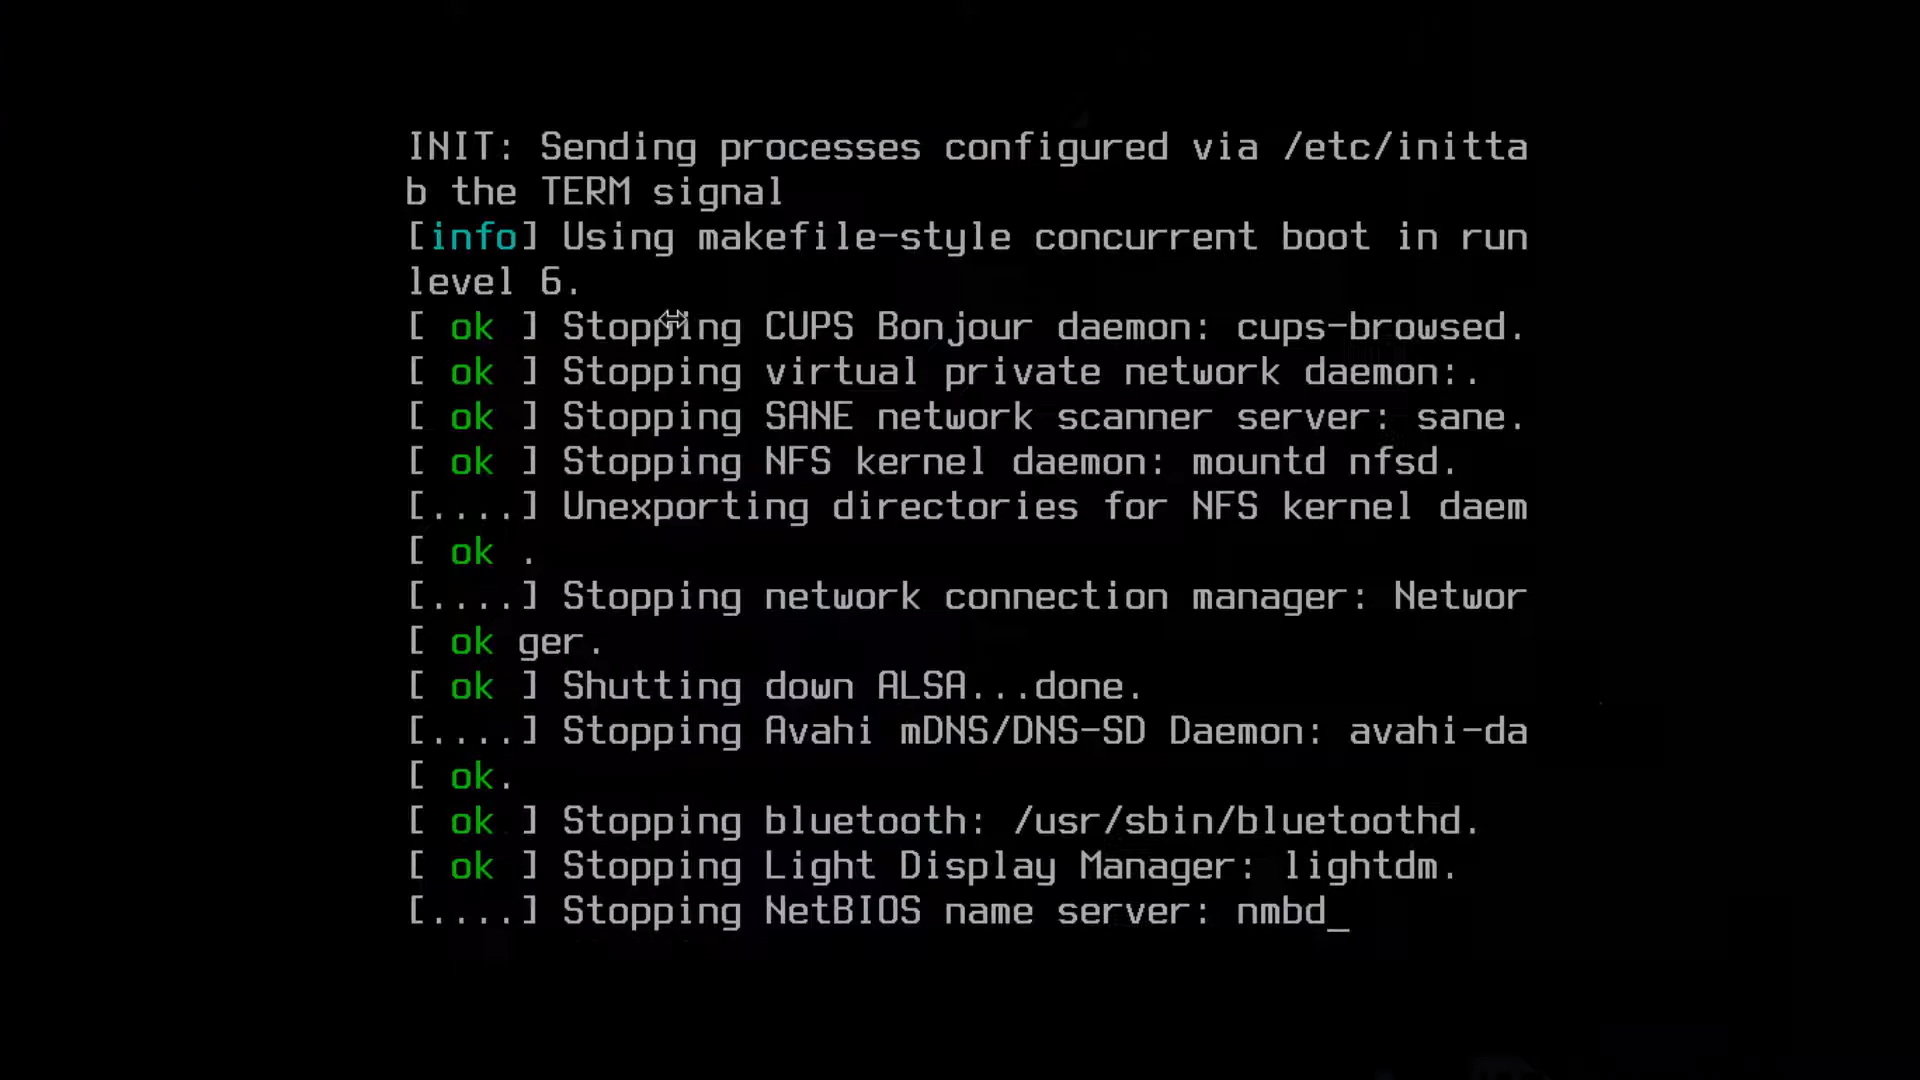 INIT: Sending processes configured via /etc/initta
b the TERM signal
[info] Using makefile-style concurrent boot in run
level 6.
[ ok ] Stopping CUPS Bonjour daemon: cups-browsed.
[ ok ] Stopping virtual private network daemon:.
[ ok ] Stopping SANE network scanner server: sane.
[ ok ] Stopping NFS kernel daemon: mountd nfsd.
[....] Unexporting directories for NFS kernel daem
[ ok .
[....] Stopping network connection manager: Networ
[ ok ger.
[ ok ] Shutting down ALSA...done.
[....] Stopping Avahi mDNS/DNS-SD Daemon: avahi-da
[ ok.
[ ok ] Stopping bluetooth: /usr/sbin/bluetoothd.
[ ok ] Stopping Light Display Manager: lightdm.
[....] Stopping NetBIOS name server: nmbd_